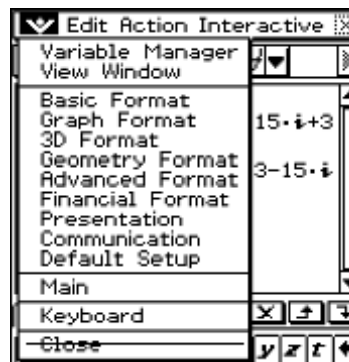 Edit Action Interactive
Variable Manager
View Window
Basic Format
Graph Format
15·i+3
3D Format
Geometry Format
3-15·i
Advanced Format
Financial Format
Presentation
Communication
Default Setup
Main
Keyboard
Close
y z t